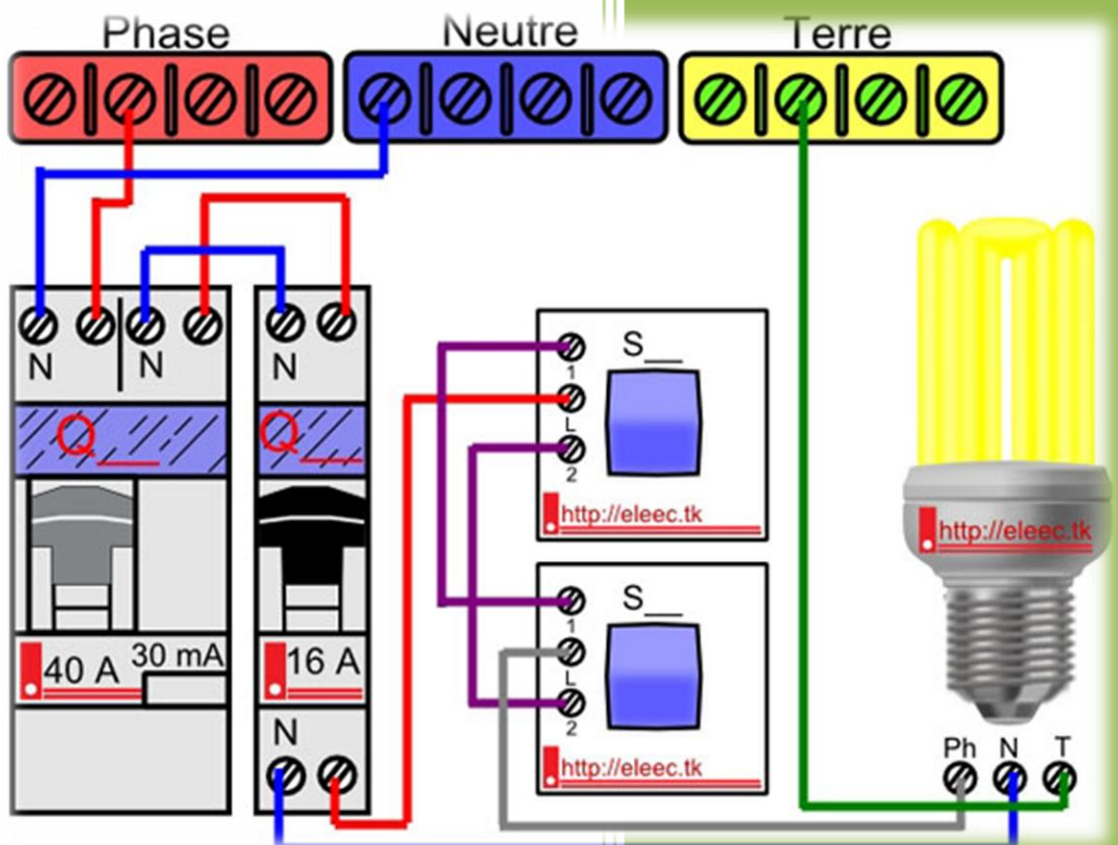 Phase Neutre Terre
N N N
Q__ Q__
40 A 30 mA
16 A
N
S__
1
L
2
http://eleec.tk
S__
1
L
2
http://eleec.tk
http://eleec.tk
Ph N T